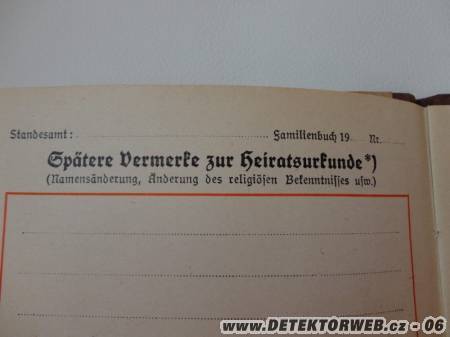 Standesamt: Familienbuch 19 Nr.
Spätere Vermerke zur Heiratsurkunde*)
(Namensänderung, Änderung des religiösen Bekenntnisses usw.)
www.DETEKTORWEB.cz - 06